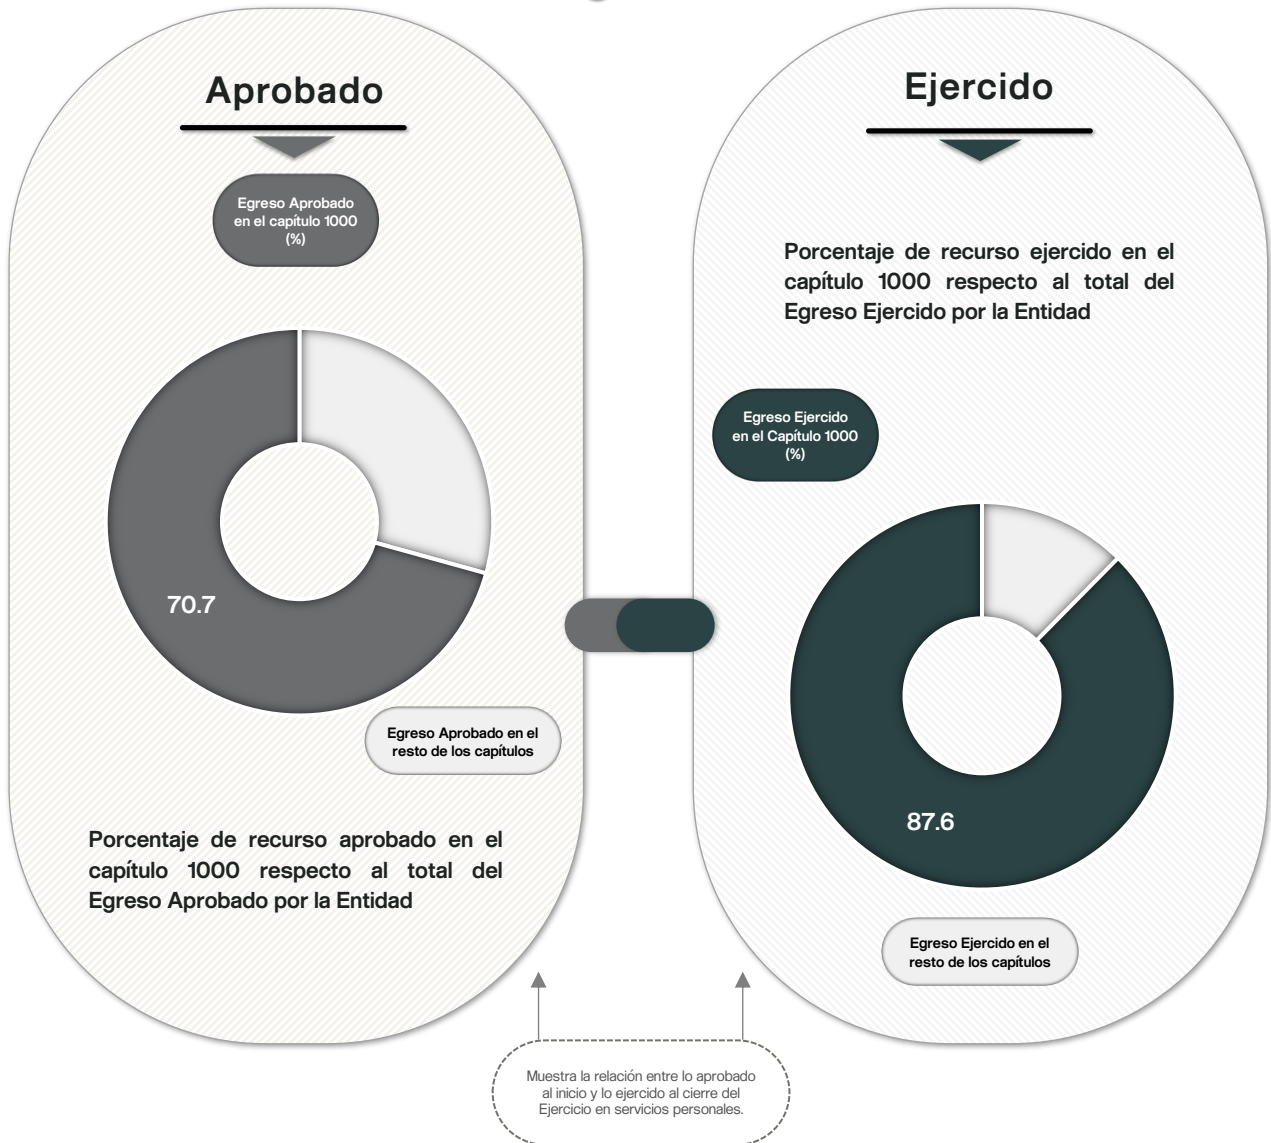 Aprobado
Egreso Aprobado
en el capítulo 1000
(%)
70.7
Egreso Aprobado en el
resto de los capítulos
Porcentaje de recurso aprobado en el
capítulo 1000 respecto al total del
Egreso Aprobado por la Entidad
Ejercido
Porcentaje de recurso ejercido en el
capítulo 1000 respecto al total del
Egreso Ejercido por la Entidad
Egreso Ejercido
en el Capítulo 1000
(%)
87.6
Egreso Ejercido en el
resto de los capítulos
Muestra la relación entre lo aprobado
al inicio y lo ejercido al cierre del
Ejercicio en servicios personales.